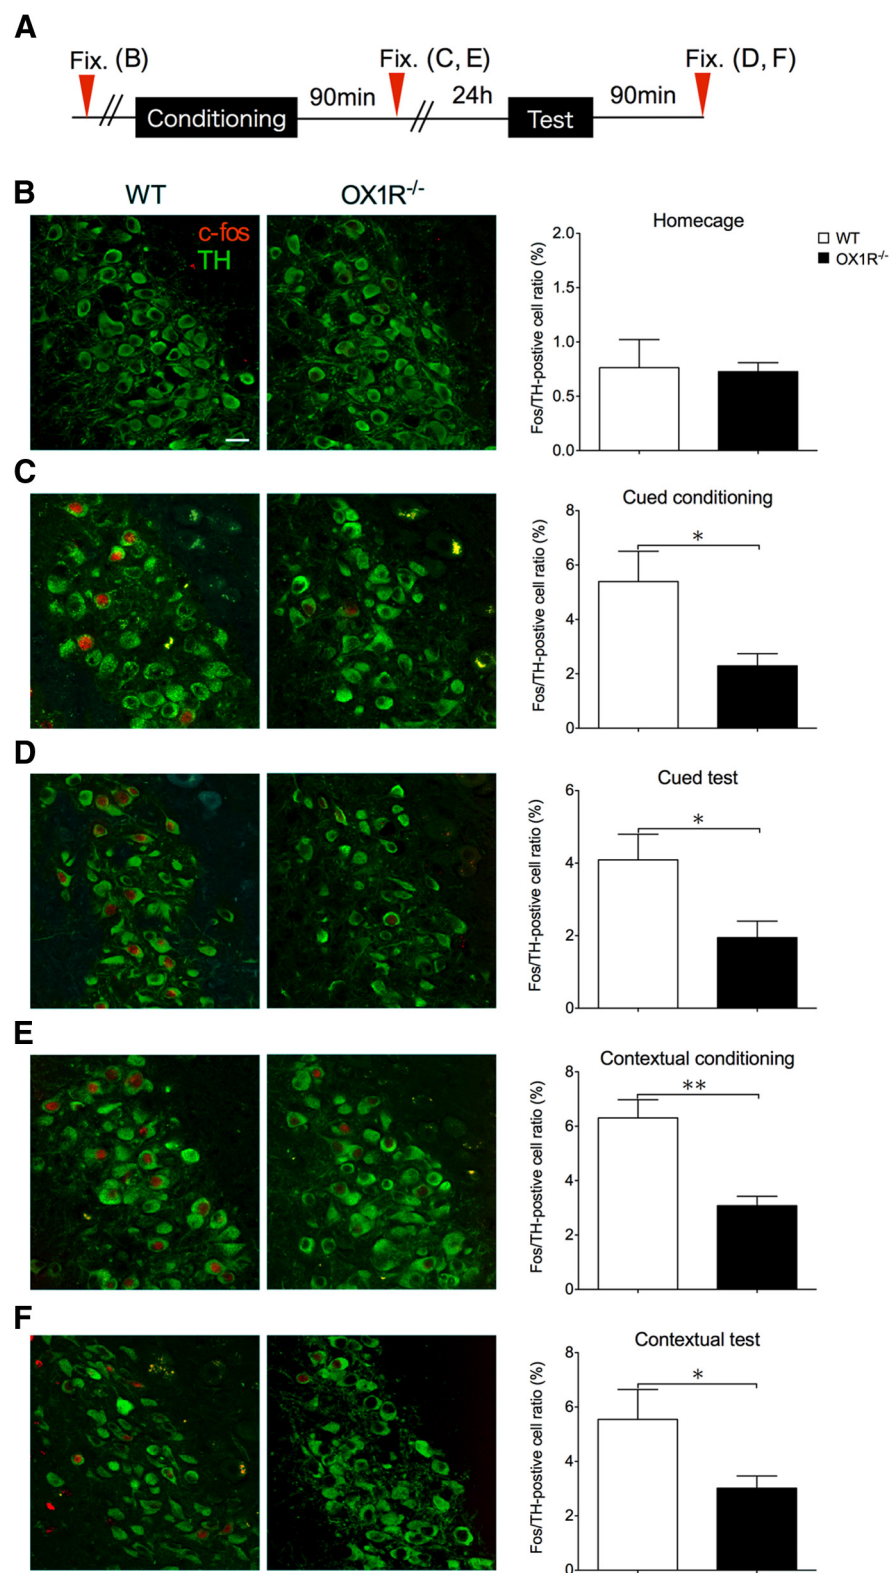 A
Fix. (B)
Fix. (C, E)
Fix. (D, F)
Conditioning
90min
24h
Test
90min
B
WT
OX1R-/-
c-fos
TH
Homecage
WT
OX1R-/-
Fos/TH-postive cell ratio (%)
2.0
1.5
1.0
0.5
0.0
C
Cued conditioning
Fos/TH-postive cell ratio (%)
8
6
4
2
0
*
D
Cued test
Fos/TH-postive cell ratio (%)
6
4
2
0
*
E
Contextual conditioning
Fos/TH-postive cell ratio (%)
8
6
4
2
0
**
F
Contextual test
Fos/TH-postive cell ratio (%)
8
6
4
2
0
*